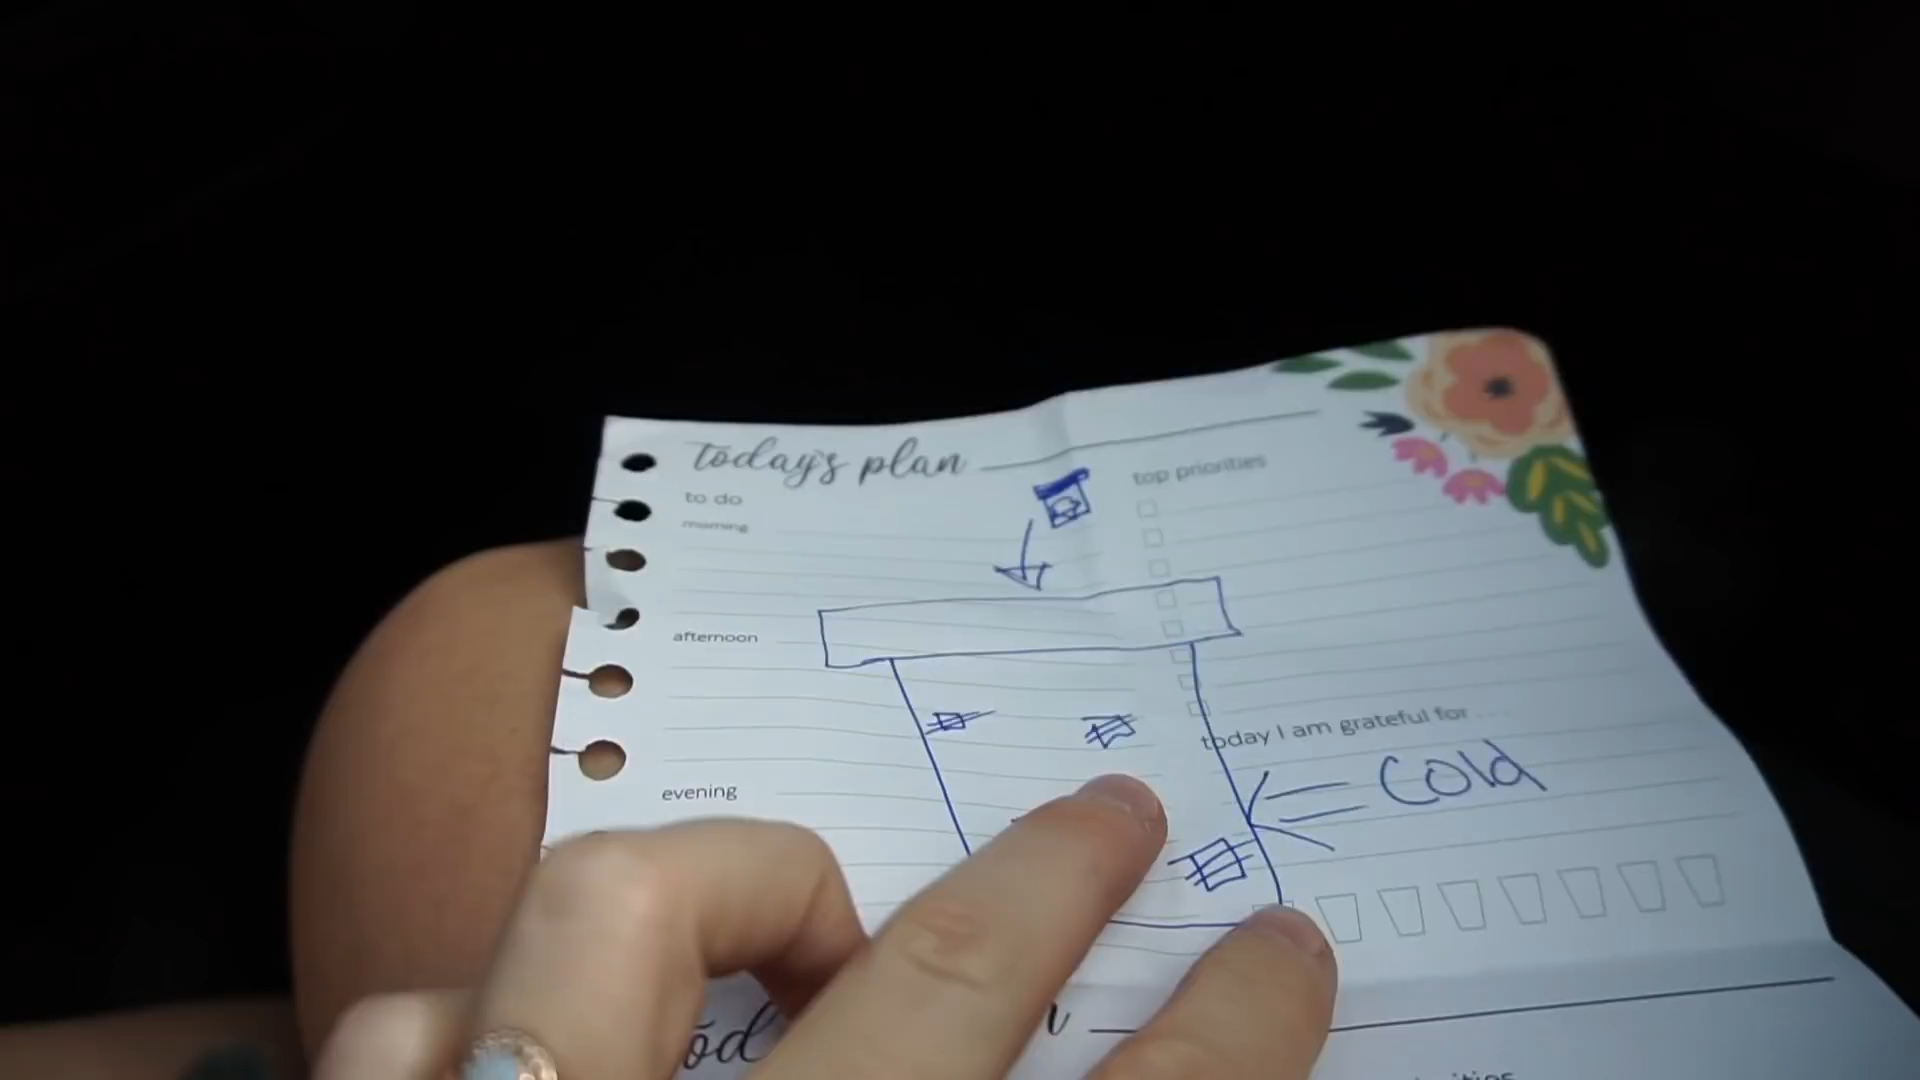 today's plan
to do
morning
top priorities
afternoon
today I am grateful for ....
evening
Cold